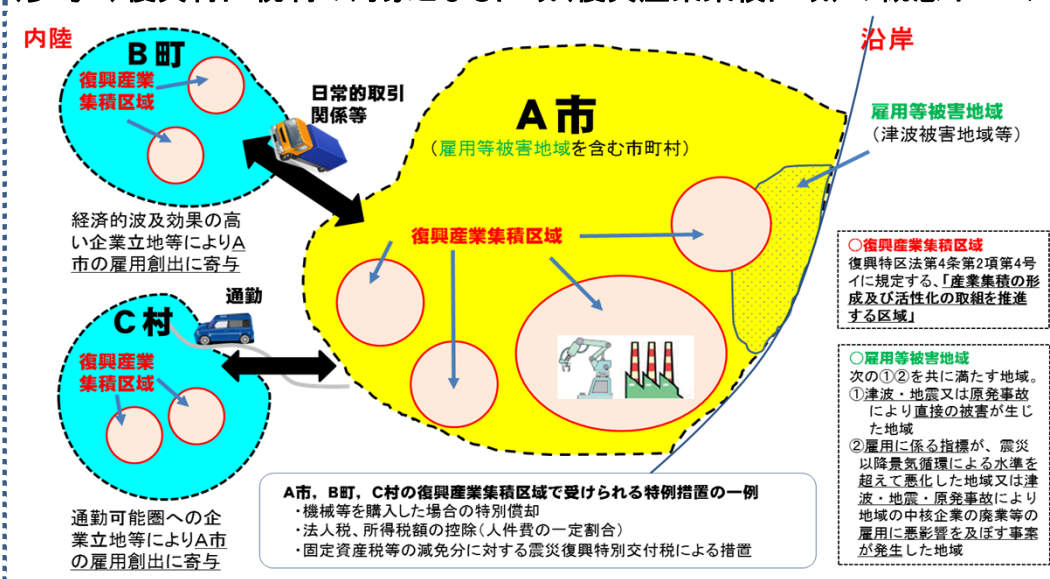 内陸
沿岸
B町
復興産業
集積区域
日常的取引
関係等
A市
（雇用等被害地域を含む市町村）
雇用等被害地域
（津波被害地域等）
経済的波及効果の高
い企業立地等によりA
市の雇用創出に寄与
復興産業集積区域
通勤
C村
復興産業
集積区域
通勤可能圏への企
業立地等によりA市
の雇用創出に寄与
○復興産業集積区域
復興特区法第4条第2項第4号
イに規定する、「産業集積の形
成及び活性化の取組を推進
する区域」
○雇用等被害地域
次の①②を共に満たす地域。
①津波・地震又は原発事故
により直接の被害が生じ
た地域
②雇用に係る指標が、震災
以降景気循環による水準を
超えて悪化した地域又は津
波・地震・原発事故により
地域の中核企業の廃業等の
雇用に悪影響を及ぼす事案
が発生した地域
A市，B町，C村の復興産業集積区域で受けられる特例措置の一例
・機械等を購入した場合の特別償却
・法人税、所得税額の控除（人件費の一定割合）
・固定資産税等の減免分に対する震災復興特別交付税による措置